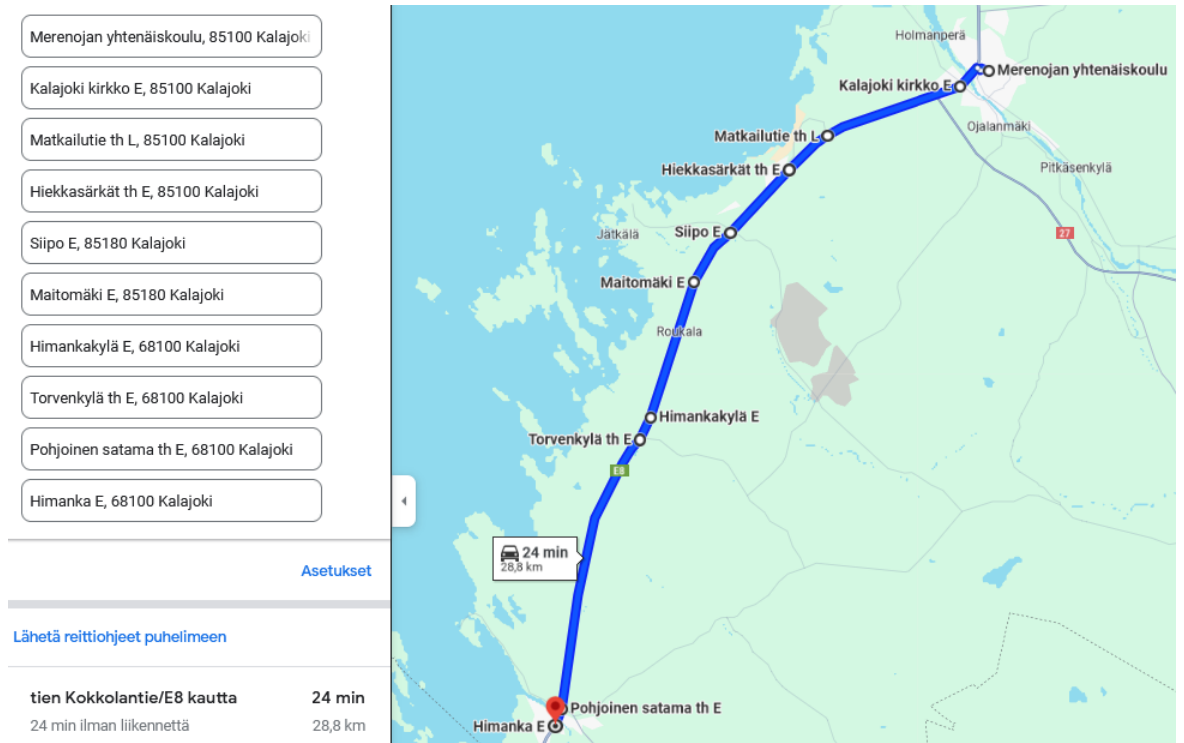 Merenojan yhtenäiskoulu, 85100 Kalajoki
Kalajoki kirkko E, 85100 Kalajoki
Matkailutie th L, 85100 Kalajoki
Hiekkasärkät th E, 85100 Kalajoki
Siipo E, 85180 Kalajoki
Maitomäki E, 85180 Kalajoki
Himankakylä E, 68100 Kalajoki
Torvenkylä th E, 68100 Kalajoki
Pohjoinen satama th E, 68100 Kalajoki
Himanka E, 68100 Kalajoki
Asetukset
Lähetä reittiohjeet puhelimeen
tien Kokkolantie/E8 kautta 24 min
24 min ilman liikennettä 28,8 km
Holmanperä
Merenojan yhtenäiskoulu
Kalajoki kirkko E
Ojalanmäki
Matkailutie th L
Hiekkasärkät th E
Pitkäsenkylä
Jätkälä
Siipo E
27
Maitomäki E
Roukala
Himankakylä E
Torvenkylä th E
E8
24 min
28,8 km
Pohjoinen satama th E
Himanka E